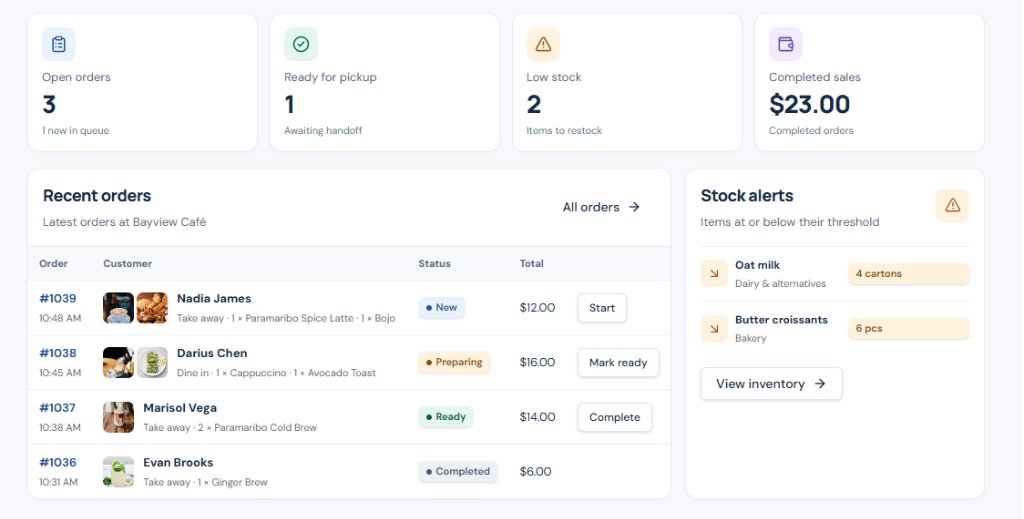 Open orders
3
1 new in queue
Ready for pickup
1
Awaiting handoff
Low stock
2
Items to restock
Completed sales
$23.00
Completed orders
Recent orders
Latest orders at Bayview Café
All orders
Order Customer Status Total
#1039 Nadia James New $12.00 Start
10:48 AM Take away · 1 × Paramaribo Spice Latte · 1 × Bojo
#1038 Darius Chen Preparing $16.00 Mark ready
10:45 AM Dine in · 1 × Cappuccino · 1 × Avocado Toast
#1037 Marisol Vega Ready $14.00 Complete
10:38 AM Take away · 2 × Paramaribo Cold Brew
#1036 Evan Brooks Completed $6.00
10:31 AM Take away · 1 × Ginger Brew
Stock alerts
Items at or below their threshold
Oat milk 4 cartons
Dairy & alternatives
Butter croissants 6 pcs
Bakery
View inventory